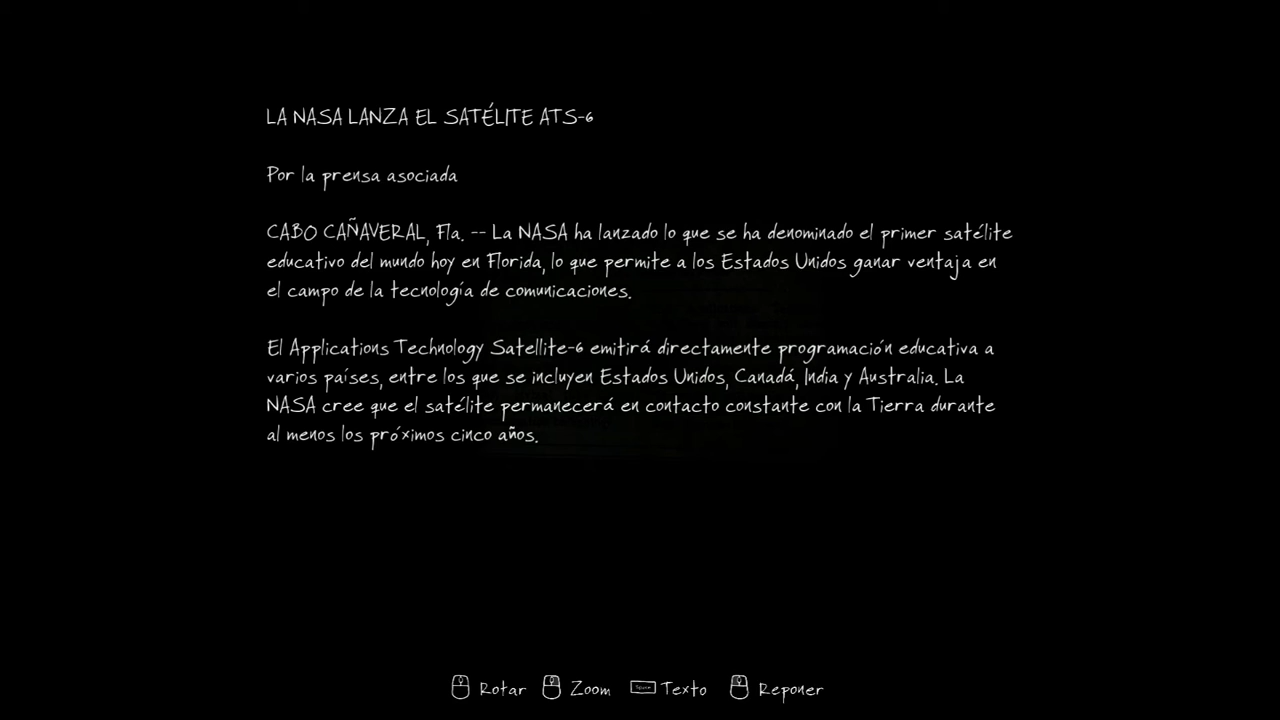 LA NASA LANZA EL SATÉLITE ATS-6
Por la prensa asociada
CABO CAÑAVERAL, Fla. -- La NASA ha lanzado lo que se ha denominado el primer satélite
educativo del mundo hoy en Florida, lo que permite a los Estados Unidos ganar ventaja en
el campo de la tecnología de comunicaciones.
El Applications Technology Satellite-6 emitirá directamente programación educativa a
varios países, entre los que se incluyen Estados Unidos, Canadá, India y Australia. La
NASA cree que el satélite permanecerá en contacto constante con la Tierra durante
al menos los próximos cinco años.
Rotar Zoom Texto Reponer